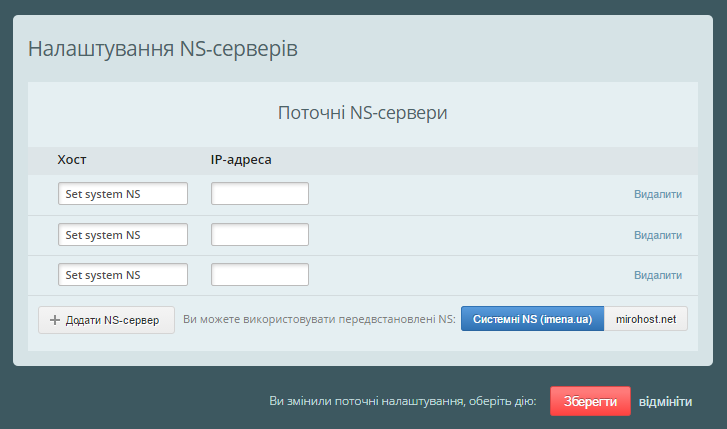 Налаштування NS-серверів
Поточні NS-сервери
Хост IP-адреса
Set system NS Видалити
Set system NS Видалити
Set system NS Видалити
+ Додати NS-сервер Ви можете використовувати передвстановлені NS: Системні NS (imena.ua) mirohost.net
Ви змінили поточні налаштування, оберіть дію: Зберегти відмініти